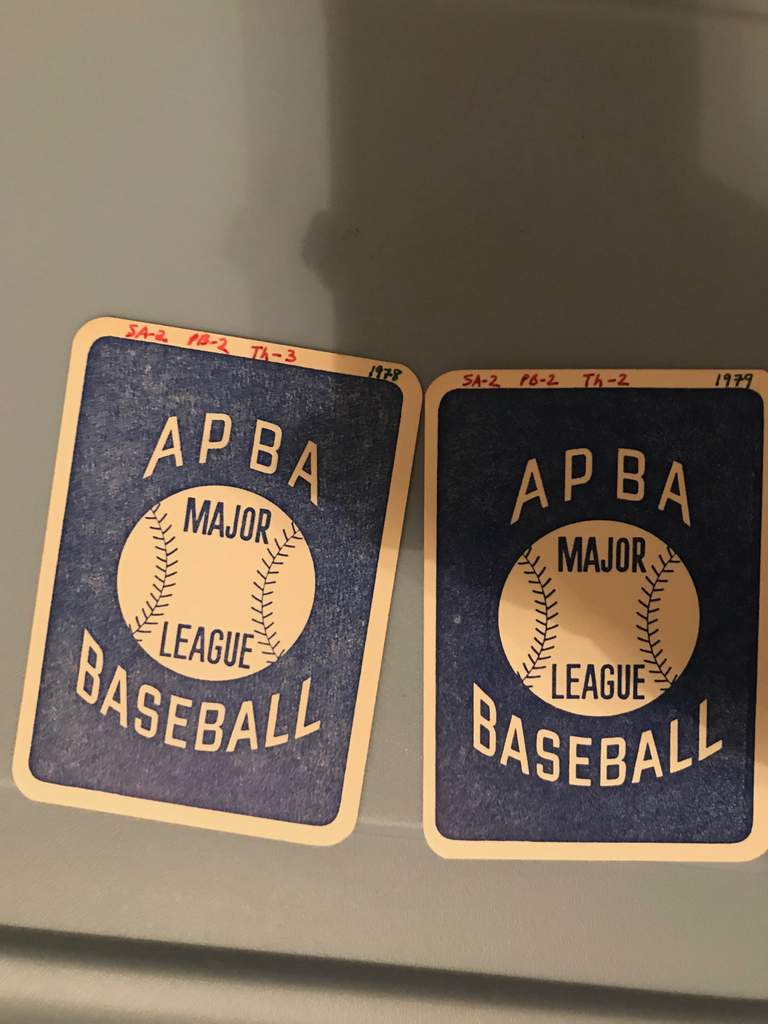 SA-2 PB-2 Th-3
1978
APBA
MAJOR
LEAGUE
BASEBALL
SA-2 PB-2 Th-2 1979
APBA
MAJOR
LEAGUE
BASEBALL